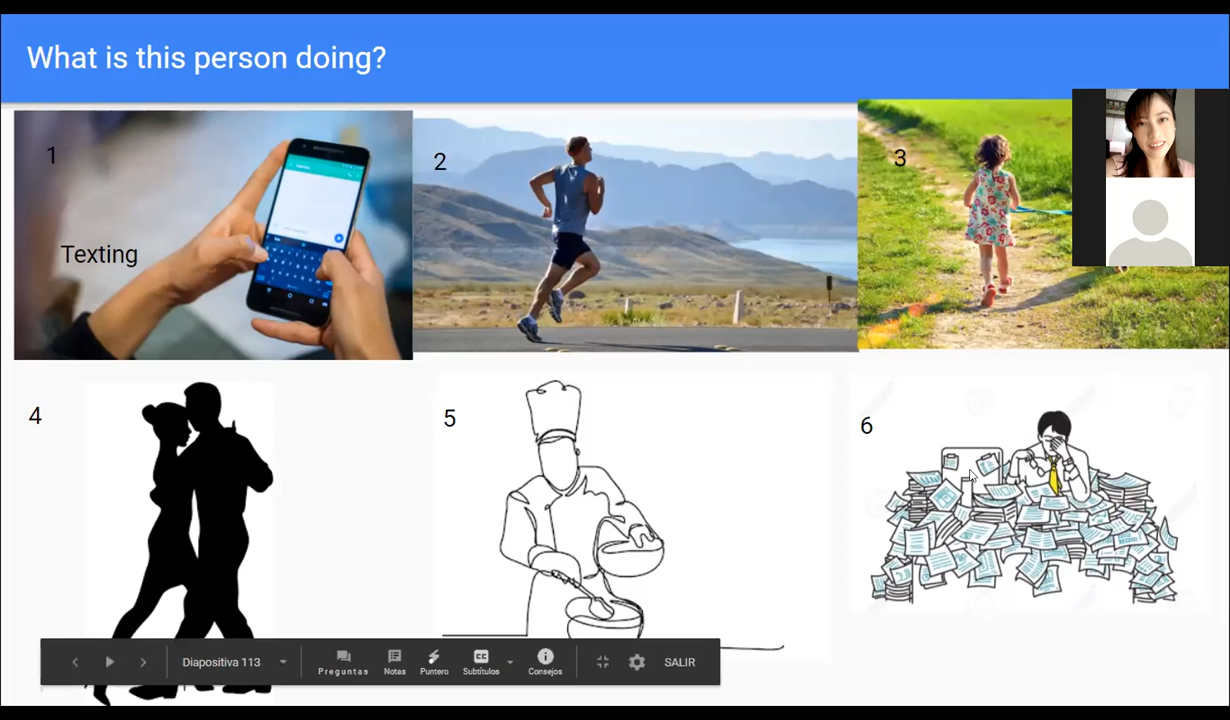 What is this person doing?
1
2
3
Texting
4
5
6
Diapositiva 113
Preguntas
Notas
Puntero
Subtítulos
Consejos
SALIR